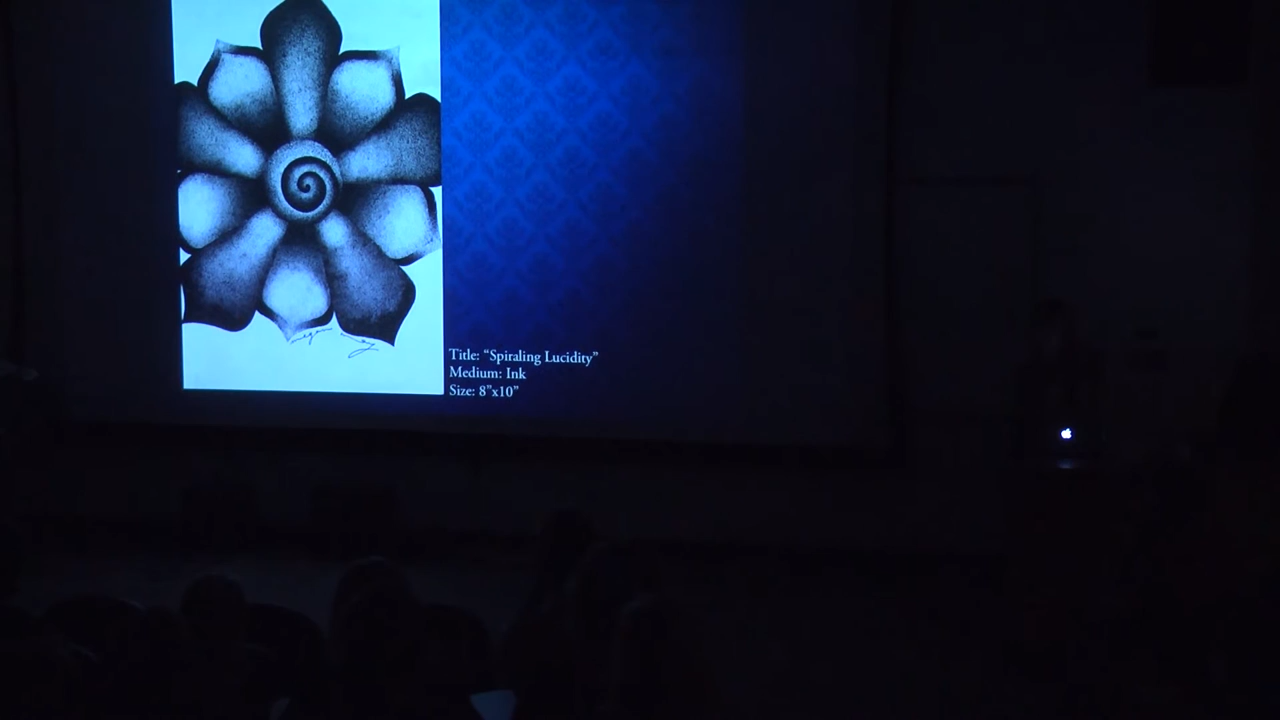 Title: “Spiraling Lucidity”
Medium: Ink
Size: 8”x10”